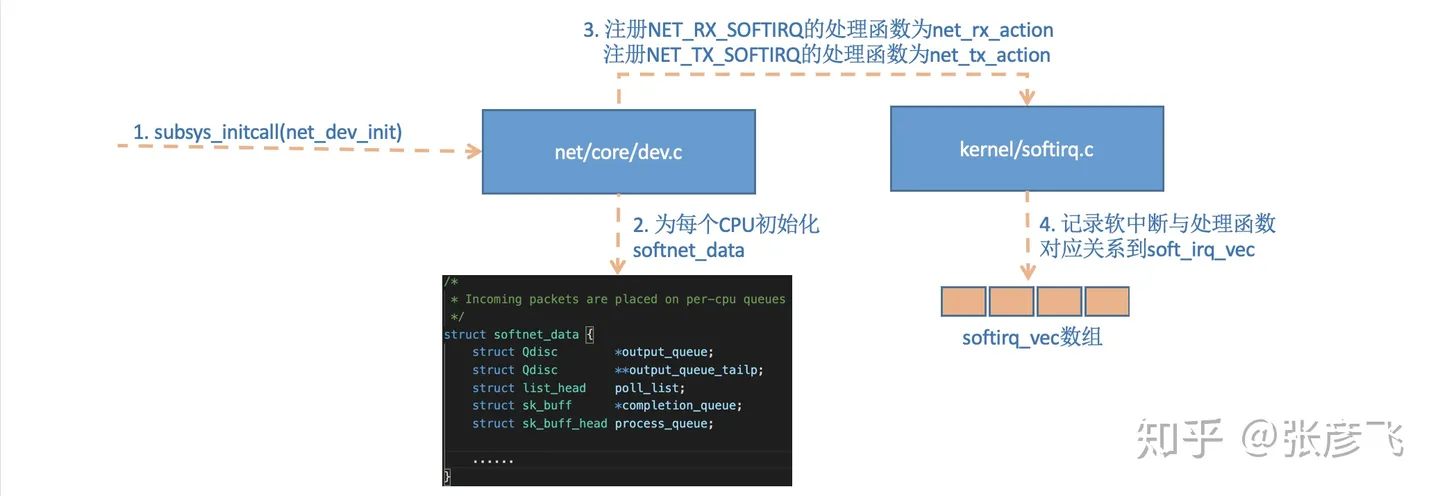 3. 注册NET_RX_SOFTIRQ的处理函数为net_rx_action
注册NET_TX_SOFTIRQ的处理函数为net_tx_action
1. subsys_initcall(net_dev_init)
net/core/dev.c
kernel/softirq.c
2. 为每个CPU初始化
softnet_data
4. 记录软中断与处理函数
对应关系到soft_irq_vec
/*
 * Incoming packets are placed on per-cpu queues
 */
struct softnet_data {
    struct Qdisc        *output_queue;
    struct Qdisc        **output_queue_tailp;
    struct list_head    poll_list;
    struct sk_buff      *completion_queue;
    struct sk_buff_head process_queue;
    ......
}
softirq_vec数组
知乎 @张彦飞